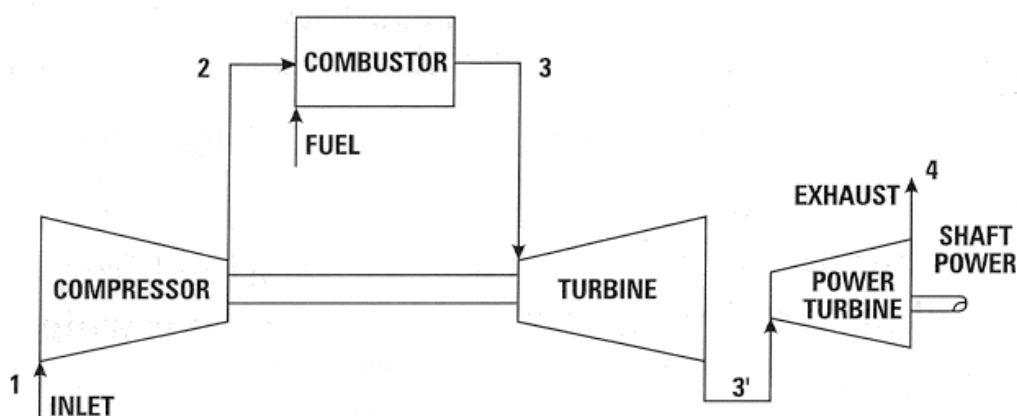 2
COMBUSTOR
3
FUEL
4
EXHAUST
SHAFT
POWER
COMPRESSOR
TURBINE
POWER
TURBINE
1
INLET
3'